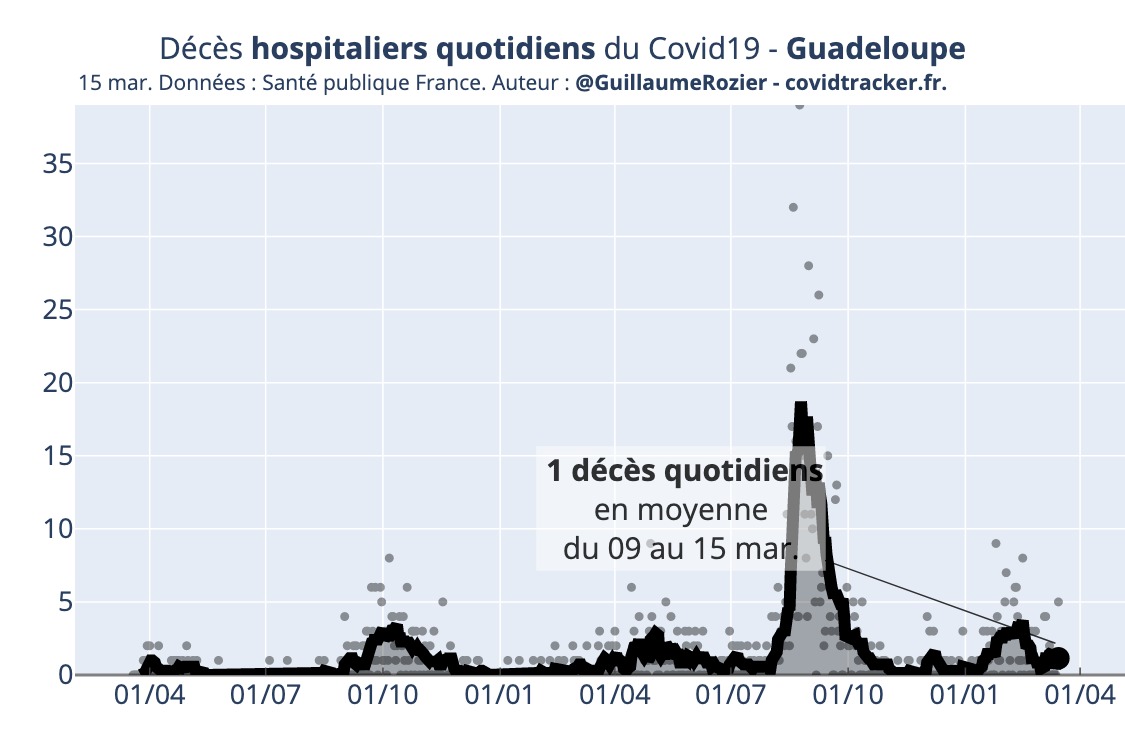 Décès hospitaliers quotidiens du Covid19 - Guadeloupe
15 mar. Données : Santé publique France. Auteur : @GuillaumeRozier - covidtracker.fr.
35
30
25
20
15
10
5
0
1 décès quotidiens
en moyenne
du 09 au 15 mar.
01/04 01/07 01/10 01/01 01/04 01/07 01/10 01/01 01/04